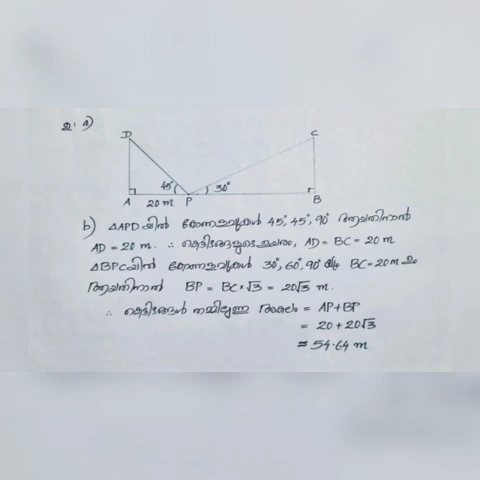 ഉ: a)
D
C
45° 30°
A 20 m P B
b) ΔAPD യിൽ കോണളവുകൾ 45°, 45°, 90° ആയതിനാൽ
AD = 20 m. ∴ കെട്ടിടങ്ങളുടെ ഉയരം, AD = BC = 20 m
ΔBPC യിൽ കോണളവുകൾ 30°, 60°, 90° യും BC = 20 m ഉം
ആയതിനാൽ BP = BC·√3 = 20√3 m.
∴ കെട്ടിടങ്ങൾ തമ്മിലുള്ള അകലം = AP + BP
= 20 + 20√3
= 54.64 m